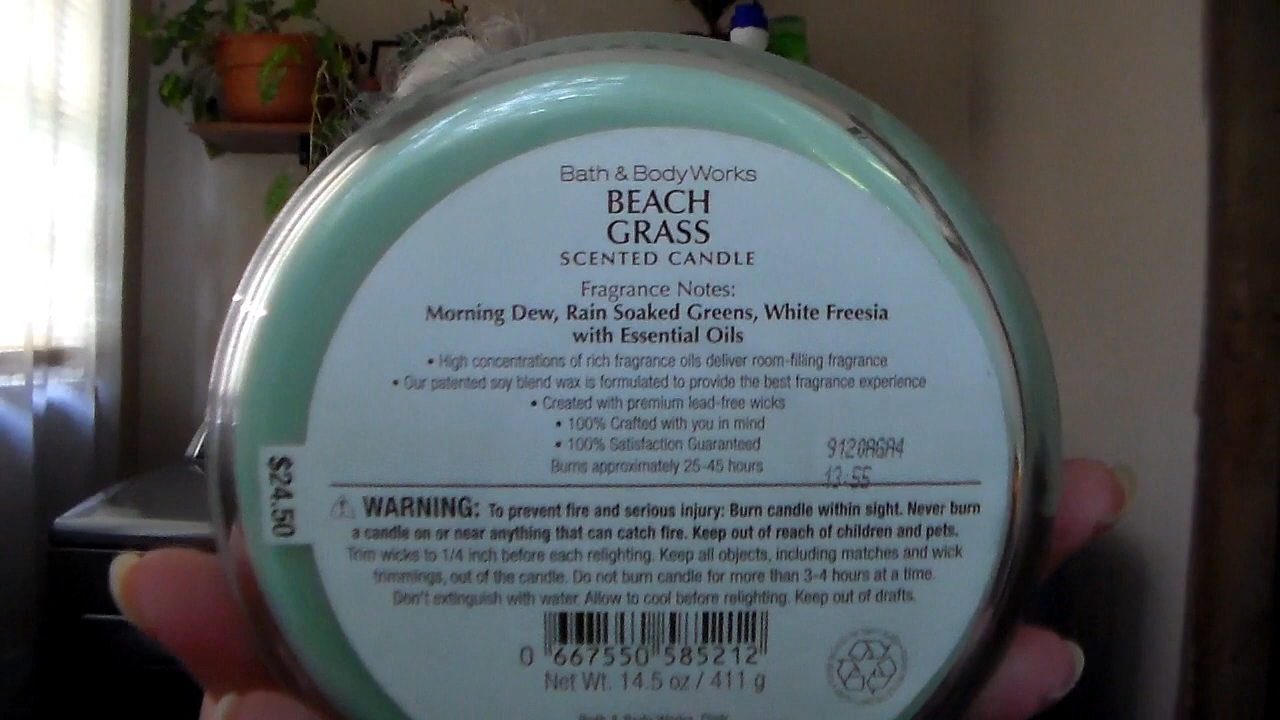 Bath & Body Works
BEACH
GRASS
SCENTED CANDLE
Fragrance Notes:
Morning Dew, Rain Soaked Greens, White Freesia
with Essential Oils
• High concentrations of rich fragrance oils deliver room-filling fragrance
• Our patented soy blend wax is formulated to provide the best fragrance experience
• Created with premium lead-free wicks
• 100% Crafted with you in mind
• 100% Satisfaction Guaranteed
Burns approximately 25-45 hours
9120A6A4
13:55
$24.50
WARNING: To prevent fire and serious injury: Burn candle within sight. Never burn
a candle on or near anything that can catch fire. Keep out of reach of children and pets.
Trim wicks to 1/4 inch before each relighting. Keep all objects, including matches and wick
trimmings, out of the candle. Do not burn candle for more than 3-4 hours at a time.
Don't extinguish with water. Allow to cool before relighting. Keep out of drafts.
0 667550 585212
Net Wt. 14.5 oz / 411 g
Bath & Body Works, Distr.